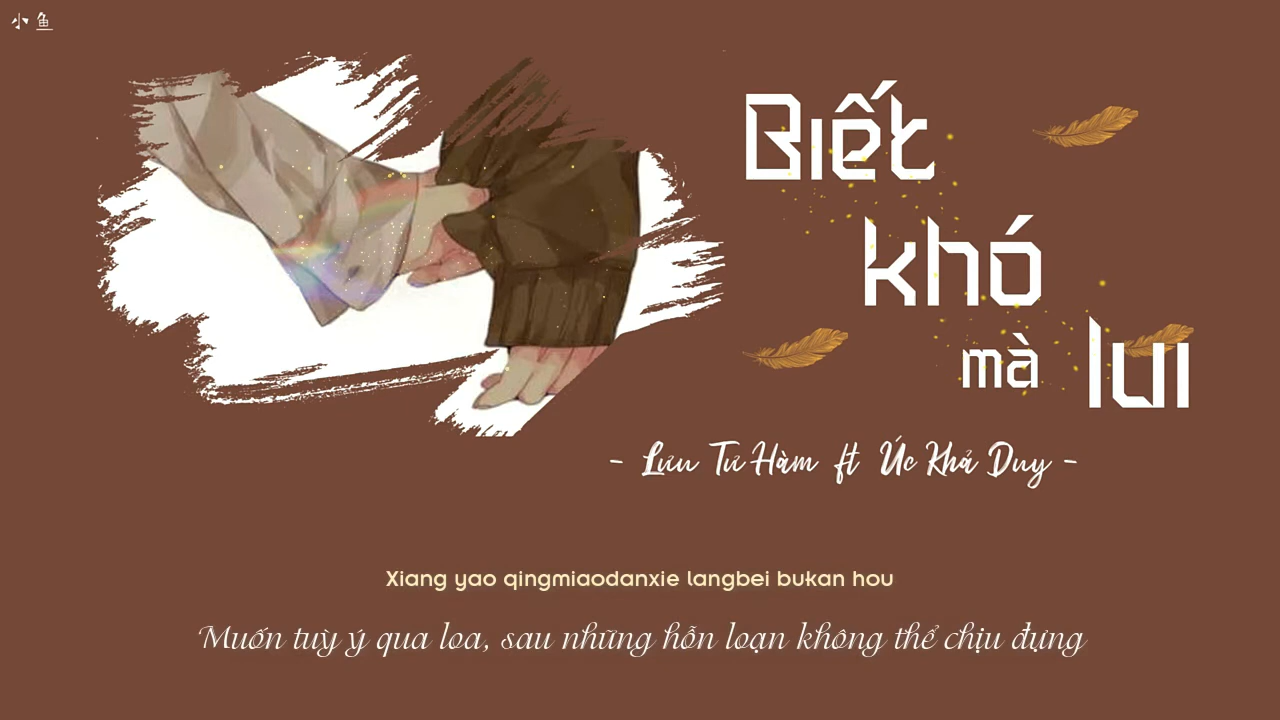 小鱼
Biết
khó
mà lui
- Lưu Tư Hàm ft Úc Khả Duy -
Xiang yao qingmiaodanxie langbei bukan hou
Muốn tuỳ ý qua loa, sau những hỗn loạn không thể chịu đựng